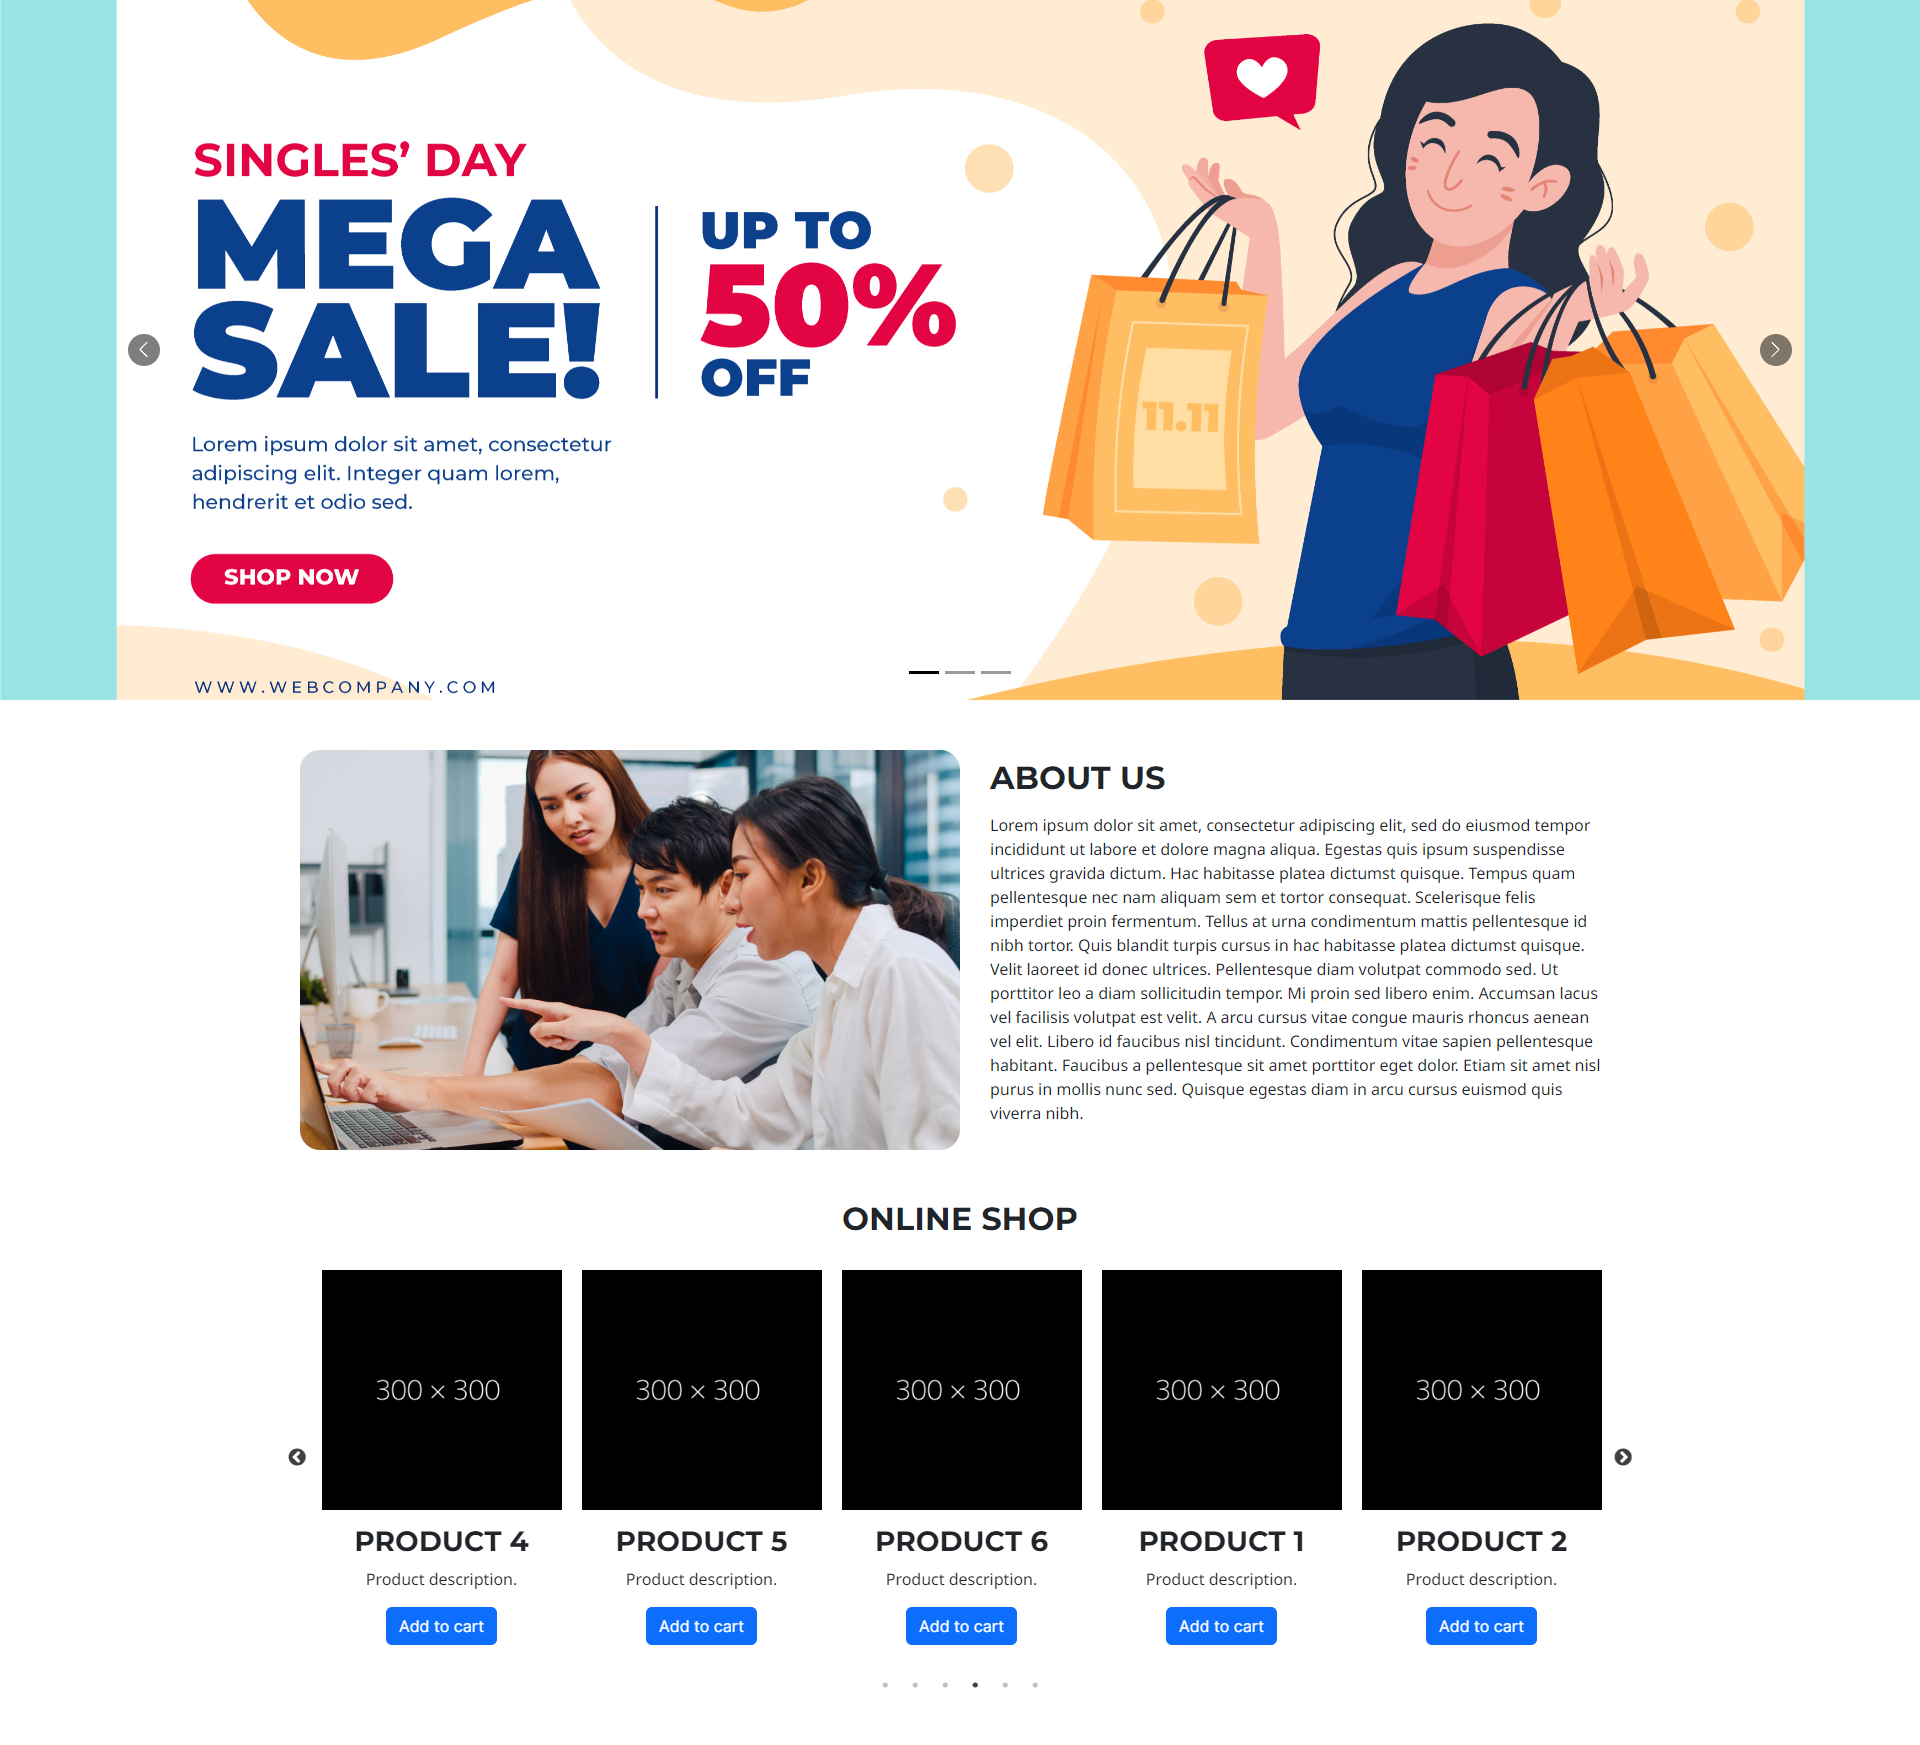 SINGLES’ DAY
MEGA
SALE!
UP TO
50%
OFF
Lorem ipsum dolor sit amet, consectetur
adipiscing elit. Integer quam lorem,
hendrerit et odio sed.
SHOP NOW
WWW.WEBCOMPANY.COM
11.11
ABOUT US
Lorem ipsum dolor sit amet, consectetur adipiscing elit, sed do eiusmod tempor
incididunt ut labore et dolore magna aliqua. Egestas quis ipsum suspendisse
ultrices gravida dictum. Hac habitasse platea dictumst quisque. Tempus quam
pellentesque nec nam aliquam sem et tortor consequat. Scelerisque felis
imperdiet proin fermentum. Tellus at urna condimentum mattis pellentesque id
nibh tortor. Quis blandit turpis cursus in hac habitasse platea dictumst quisque.
Velit laoreet id donec ultrices. Pellentesque diam volutpat commodo sed. Ut
porttitor leo a diam sollicitudin tempor. Mi proin sed libero enim. Accumsan lacus
vel facilisis volutpat est velit. A arcu cursus vitae congue mauris rhoncus aenean
vel elit. Libero id faucibus nisl tincidunt. Condimentum vitae sapien pellentesque
habitant. Faucibus a pellentesque sit amet porttitor eget dolor. Etiam sit amet nisl
purus in mollis nunc sed. Quisque egestas diam in arcu cursus euismod quis
viverra nibh.
ONLINE SHOP
300 × 300
300 × 300
300 × 300
300 × 300
300 × 300
PRODUCT 4
PRODUCT 5
PRODUCT 6
PRODUCT 1
PRODUCT 2
Product description.
Product description.
Product description.
Product description.
Product description.
Add to cart
Add to cart
Add to cart
Add to cart
Add to cart